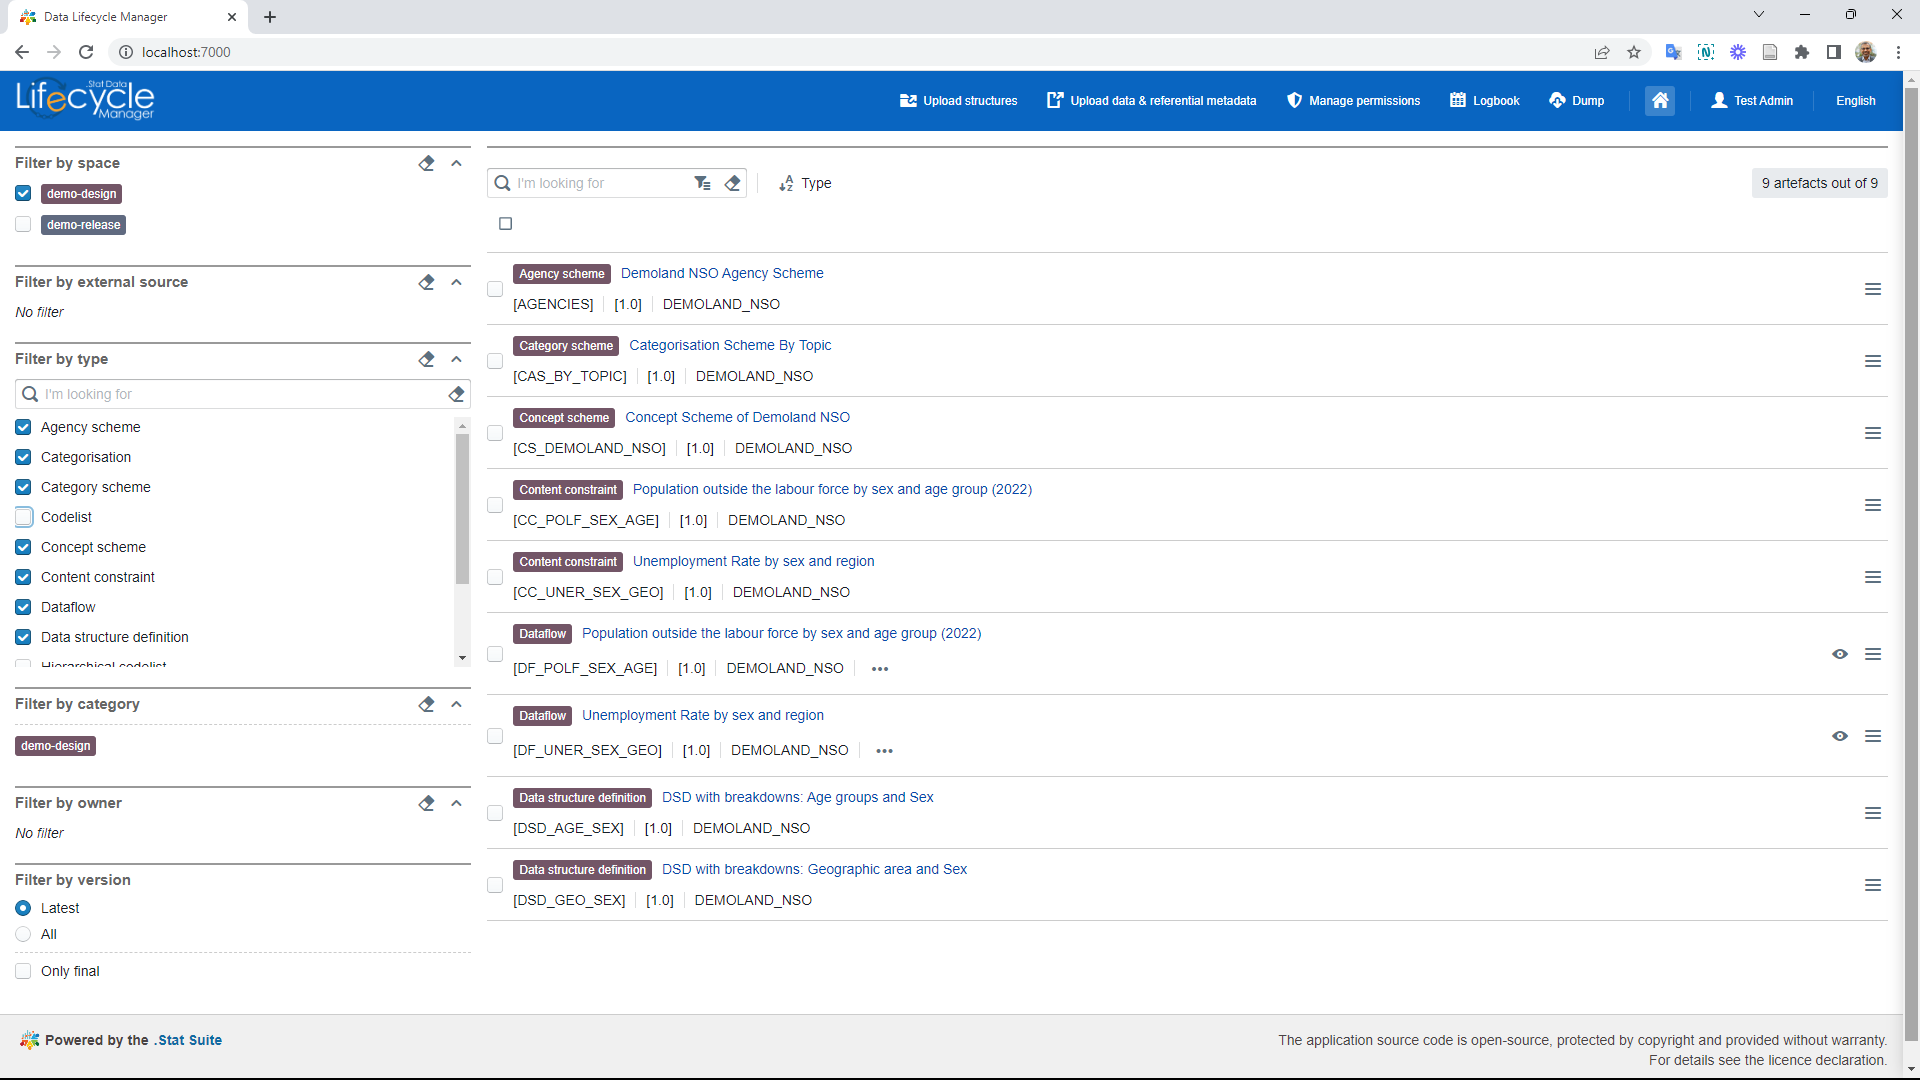 Data Lifecycle Manager
localhost:7000
.Stat Data
Lifecycle
Manager
Upload structures
Upload data & referential metadata
Manage permissions
Logbook
Dump
Test Admin
English
Filter by space
demo-design
demo-release
Filter by external source
No filter
Filter by type
I'm looking for
Agency scheme
Categorisation
Category scheme
Codelist
Concept scheme
Content constraint
Dataflow
Data structure definition
Hierarchical codelist
Filter by category
demo-design
Filter by owner
No filter
Filter by version
Latest
All
Only final
I'm looking for
Type
9 artefacts out of 9
Agency scheme Demoland NSO Agency Scheme
[AGENCIES] [1.0] DEMOLAND_NSO
Category scheme Categorisation Scheme By Topic
[CAS_BY_TOPIC] [1.0] DEMOLAND_NSO
Concept scheme Concept Scheme of Demoland NSO
[CS_DEMOLAND_NSO] [1.0] DEMOLAND_NSO
Content constraint Population outside the labour force by sex and age group (2022)
[CC_POLF_SEX_AGE] [1.0] DEMOLAND_NSO
Content constraint Unemployment Rate by sex and region
[CC_UNER_SEX_GEO] [1.0] DEMOLAND_NSO
Dataflow Population outside the labour force by sex and age group (2022)
[DF_POLF_SEX_AGE] [1.0] DEMOLAND_NSO •••
Dataflow Unemployment Rate by sex and region
[DF_UNER_SEX_GEO] [1.0] DEMOLAND_NSO •••
Data structure definition DSD with breakdowns: Age groups and Sex
[DSD_AGE_SEX] [1.0] DEMOLAND_NSO
Data structure definition DSD with breakdowns: Geographic area and Sex
[DSD_GEO_SEX] [1.0] DEMOLAND_NSO
Powered by the .Stat Suite
The application source code is open-source, protected by copyright and provided without warranty.
For details see the licence declaration.